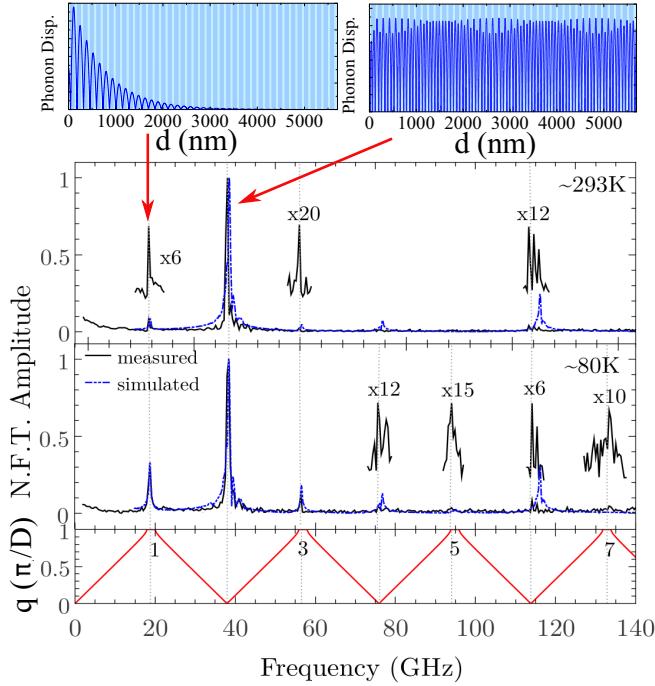 Phonon Disp.
0 1000 2000 3000 4000 5000
d (nm)
Phonon Disp.
0 1000 2000 3000 4000 5000
d (nm)
1
~293K
x20
x12
x6
0.5
0
measured
simulated
1
~80K
x12
x15
x6
x10
0.5
0
N.F.T. Amplitude
1
0.5
0
q (π/D)
1 3 5 7
0 20 40 60 80 100 120 140
Frequency (GHz)